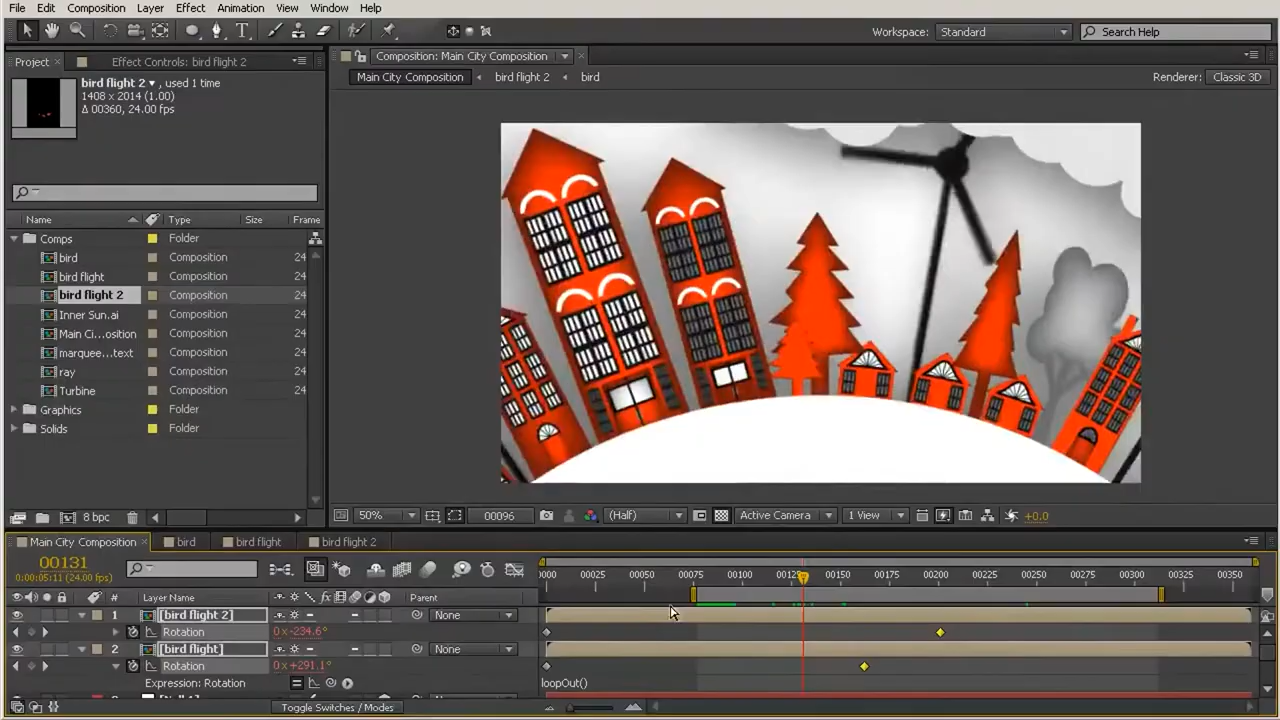 File Edit Composition Layer Effect Animation View Window Help
Workspace: Standard Search Help
Project Effect Controls: bird flight 2 Composition: Main City Composition
bird flight 2 ▾ , used 1 time
1408 x 2014 (1.00)
Δ 00360, 24.00 fps
Main City Composition bird flight 2 bird Renderer: Classic 3D
Name Type Size Frame
Comps Folder
bird Composition 24
bird flight Composition 24
bird flight 2 Composition 24
Inner Sun.ai Composition 24
Main Ci...osition Composition 24
marquee...text Composition 24
ray Composition 24
Turbine Composition 24
Graphics Folder
Solids Folder
8 bpc 50% 00096 (Half) Active Camera 1 View +0.0
Main City Composition bird bird flight bird flight 2
00131
0:00:05:11 (24.00 fps)
0000 00025 00050 00075 00100 00125 00150 00175 00200 00225 00250 00275 00300 00325 00350
# Layer Name Parent
1 [bird flight 2] None
Rotation 0 x -234.6°
2 [bird flight] None
Rotation 0 x +291.1°
Expression: Rotation loopOut()
Toggle Switches / Modes